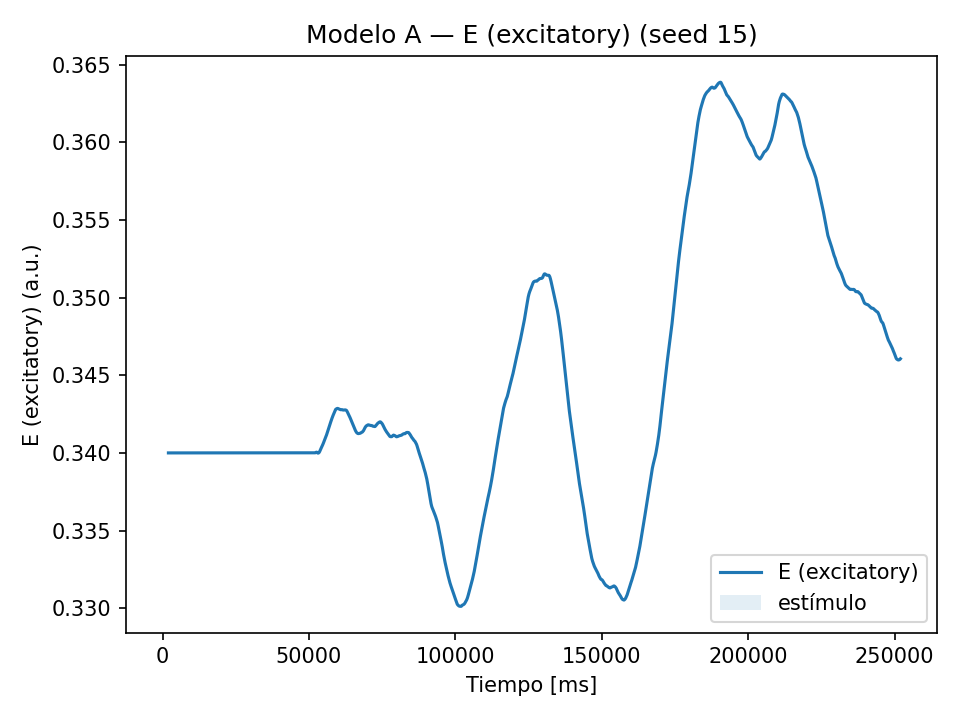 Modelo A — E (excitatory) (seed 15)
E (excitatory) (a.u.)
0.365
0.360
0.355
0.350
0.345
0.340
0.335
0.330
E (excitatory)
estímulo
0 50000 100000 150000 200000 250000
Tiempo [ms]